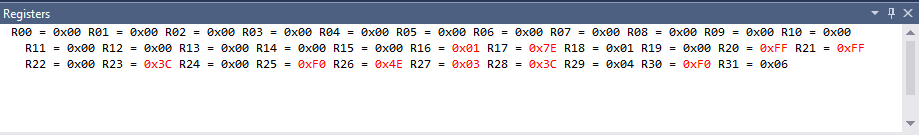 Registers
R00 = 0x00 R01 = 0x00 R02 = 0x00 R03 = 0x00 R04 = 0x00 R05 = 0x00 R06 = 0x00 R07 = 0x00 R08 = 0x00 R09 = 0x00 R10 = 0x00
R11 = 0x00 R12 = 0x00 R13 = 0x00 R14 = 0x00 R15 = 0x00 R16 = 0x01 R17 = 0x7E R18 = 0x01 R19 = 0x00 R20 = 0xFF R21 = 0xFF
R22 = 0x00 R23 = 0x3C R24 = 0x00 R25 = 0xF0 R26 = 0x4E R27 = 0x03 R28 = 0x3C R29 = 0x04 R30 = 0xF0 R31 = 0x06